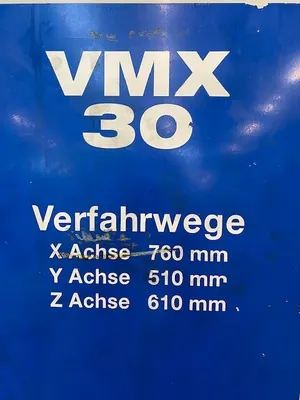 VMX
30
Verfahrwege
X Achse 760 mm
Y Achse 510 mm
Z Achse 610 mm